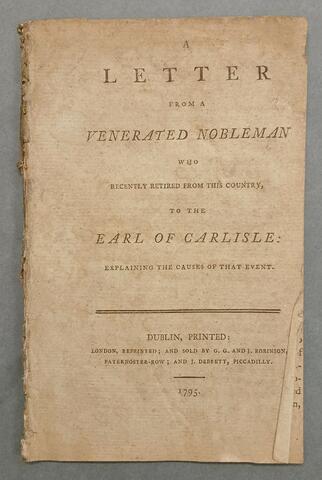 A
LETTER
FROM A
VENERATED NOBLEMAN
WHO
RECENTLY RETIRED FROM THIS COUNTRY,
TO THE
EARL OF CARLISLE:
EXPLAINING THE CAUSES OF THAT EVENT.
DUBLIN, PRINTED:
LONDON, REPRINTED; AND SOLD BY G. G. AND J. ROBINSON,
PATERNOSTER-ROW; AND J. DEBRETT, PICCADILLY.
1795.